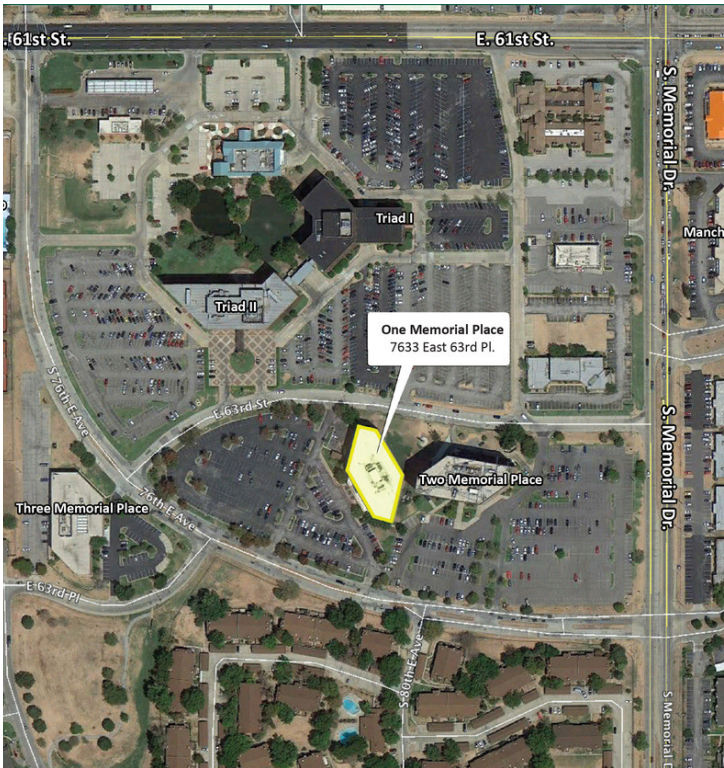 E. 61st St.
E. 61st St.
S. Memorial Dr.
Triad I
Manch
Triad II
One Memorial Place
7633 East 63rd Pl.
S 76th E Ave
E 63rd St
S. Memorial Dr.
Two Memorial Place
76th E Ave
Three Memorial Place
E 63rd Pl
S 80th E Ave
S Memorial D